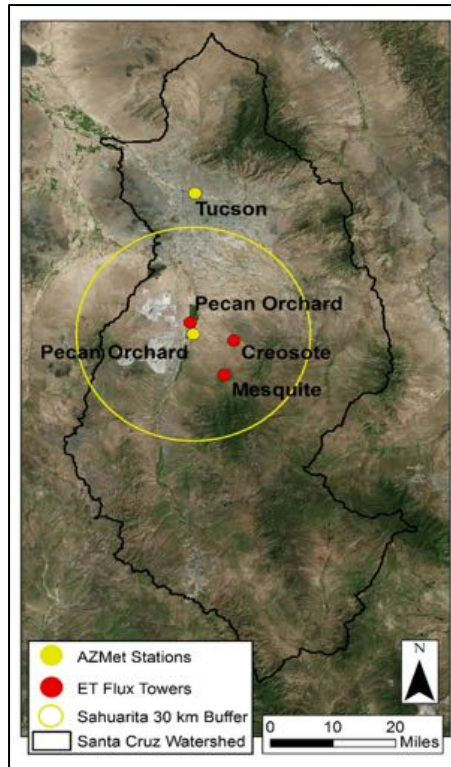 Tucson
Pecan Orchard
Pecan Orchard
Creosote
Mesquite
AZMet Stations
ET Flux Towers
Sahuarita 30 km Buffer
Santa Cruz Watershed
N
0 10 20
Miles